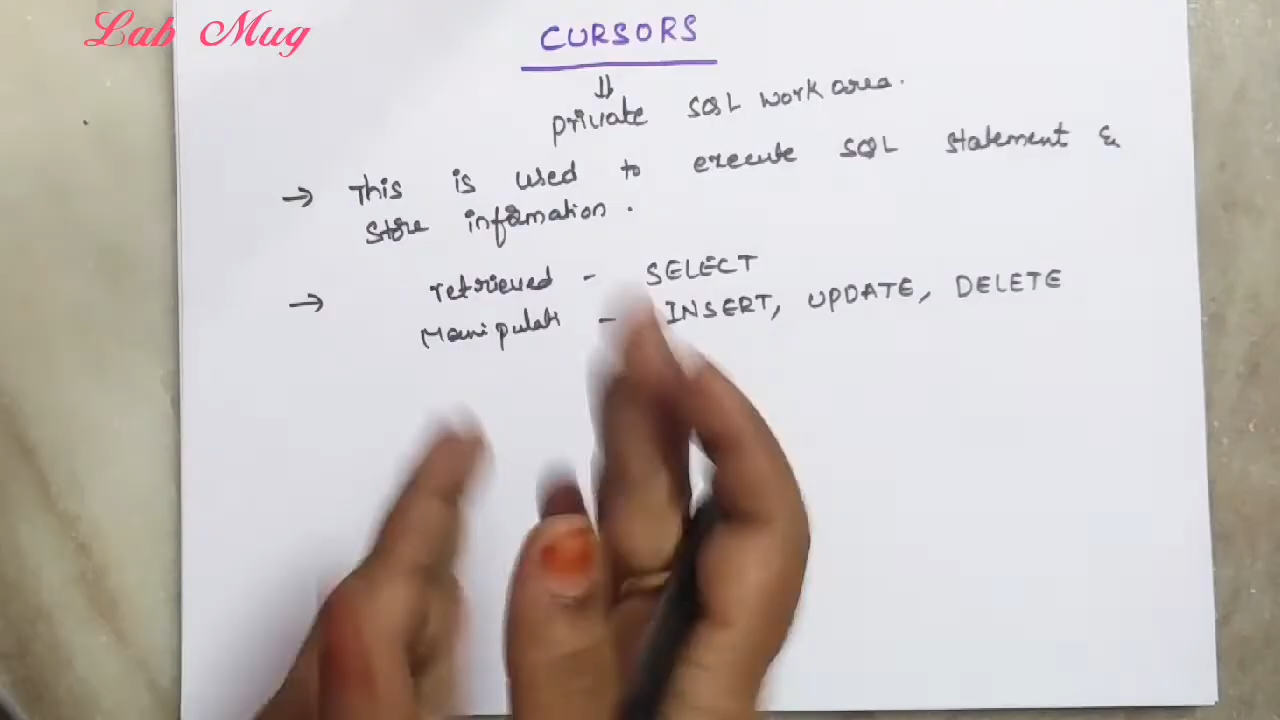 Lab Mug
CURSORS
⇓
private SQL work area.
→ This is used to execute SQL statement &
store information.
→ retrieved - SELECT
Manipulati - INSERT, UPDATE, DELETE